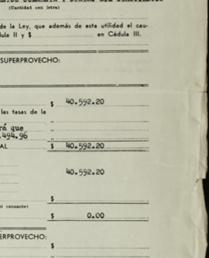 (Cantidad con letra)
de la Ley, que además de esta utilidad el cau-
dula II y $ en Cédula III.
SUPERPROVECHO:
$ 40.592.20
las tasas de la
rá que
.494.96
AL $ 40.592.20
40.592.20
$
$ 0.00
ERPROVECHO:
$